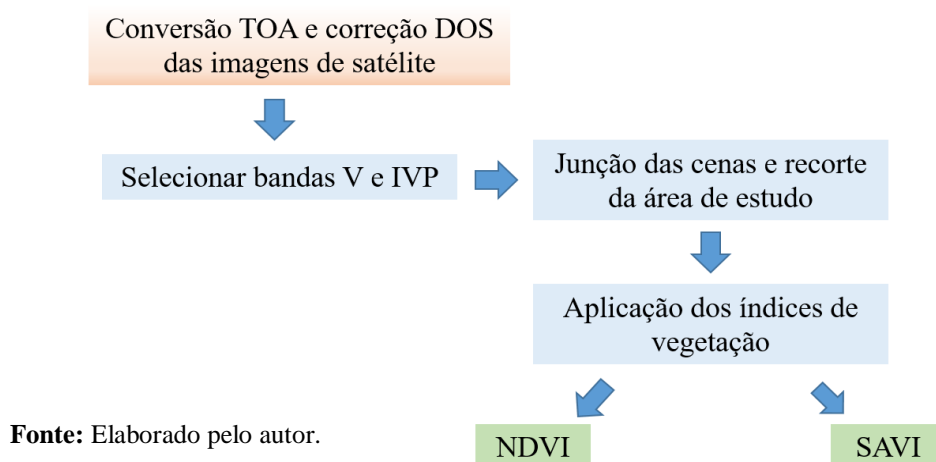 Conversão TOA e correção DOS
das imagens de satélite
Selecionar bandas V e IVP
Junção das cenas e recorte
da área de estudo
Aplicação dos índices de
vegetação
NDVI
SAVI
Fonte: Elaborado pelo autor.